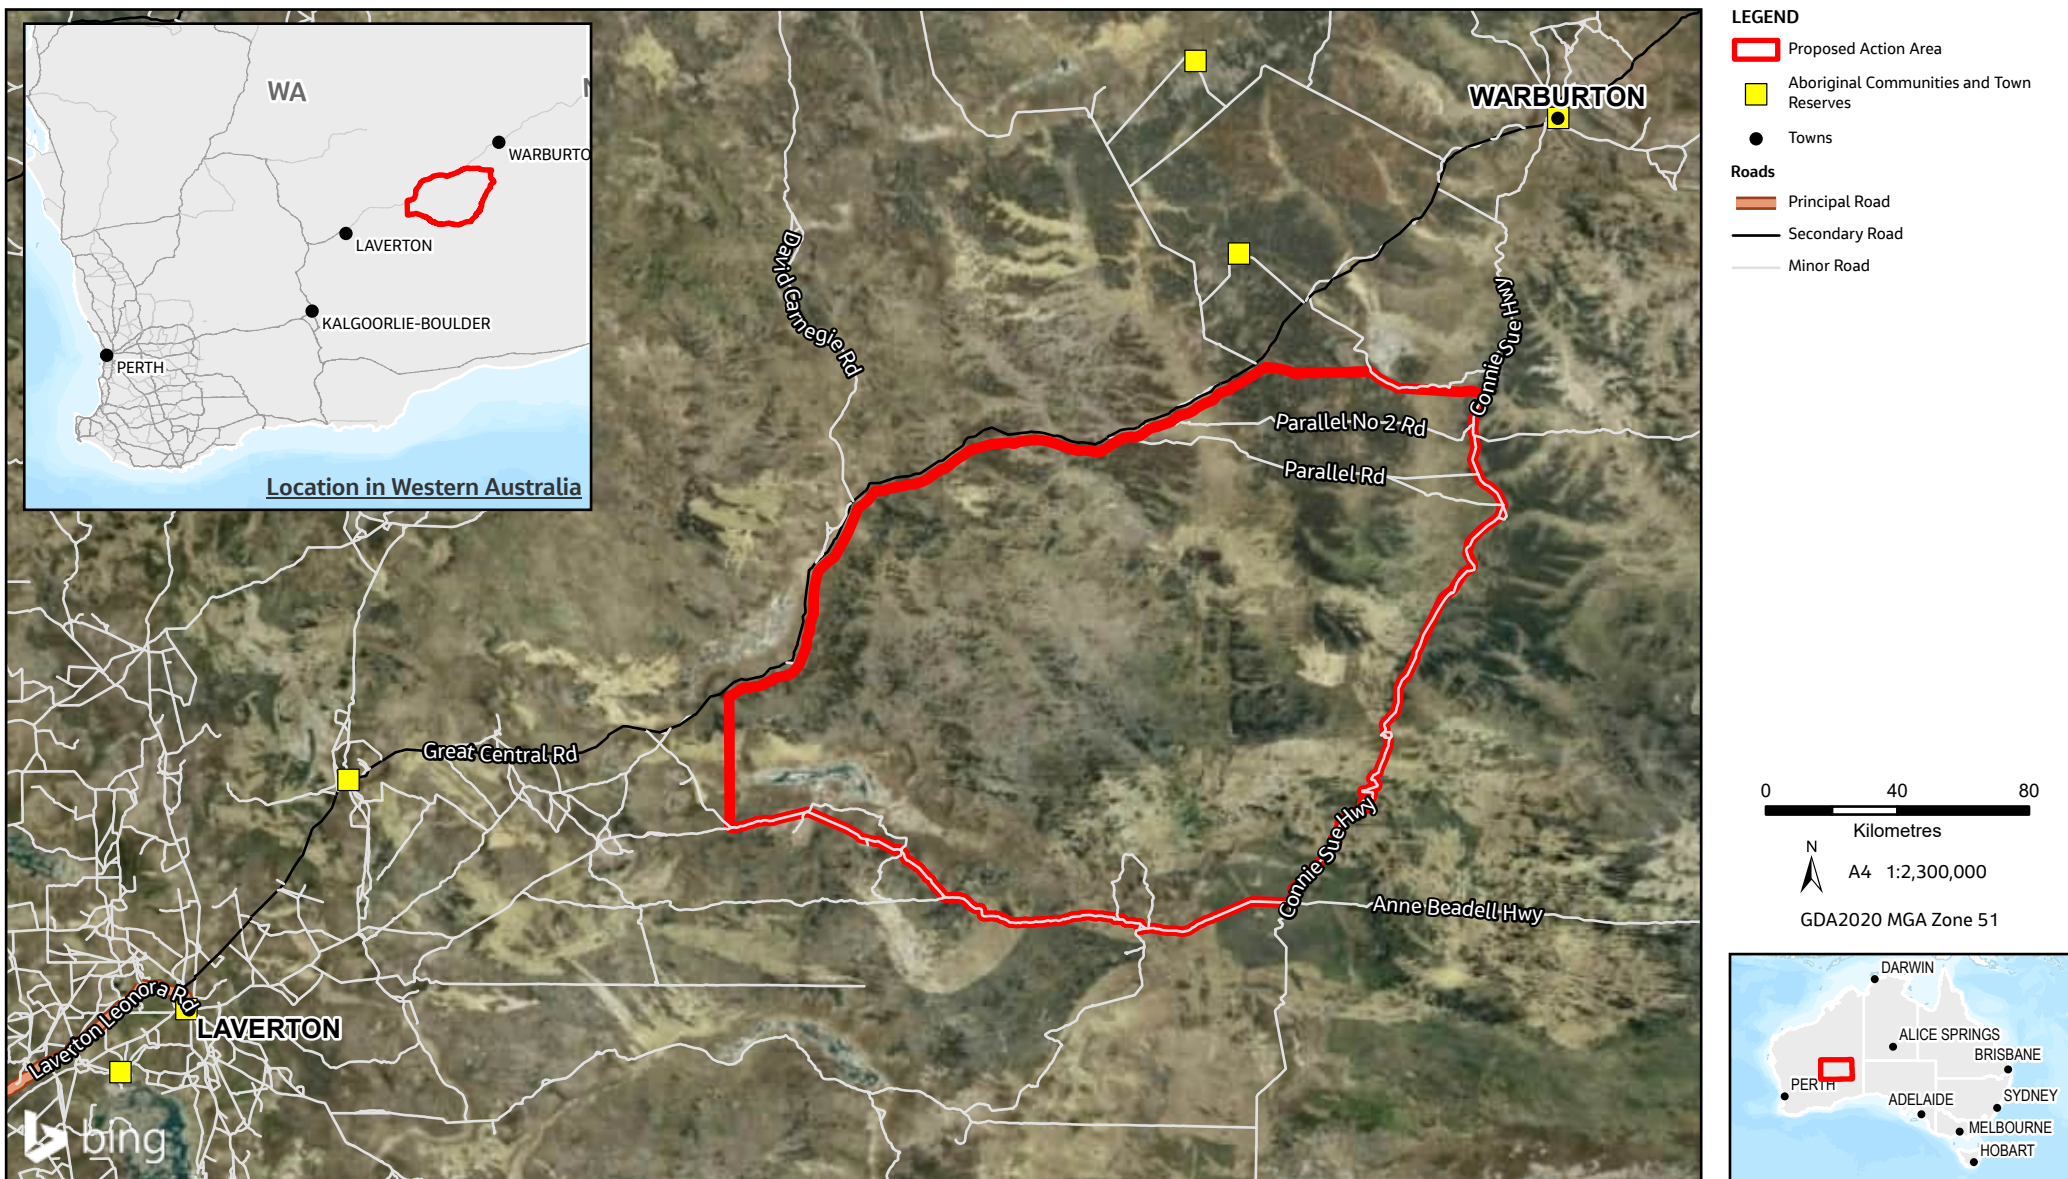 WA
N
WARBURTO
LAVERTON
KALGOORLIE-BOULDER
PERTH
Location in Western Australia
WARBURTON
David Carnegie Rd
Connie Sue Hwy
Parallel No 2 Rd
Parallel Rd
Great Central Rd
Connie Sue Hwy
Anne Beadell Hwy
Laverton Leonora Rd
LAVERTON
bing
LEGEND
Proposed Action Area
Aboriginal Communities and Town
Reserves
Towns
Roads
Principal Road
Secondary Road
Minor Road
0 40 80
Kilometres
N
A4 1:2,300,000
GDA2020 MGA Zone 51
DARWIN
ALICE SPRINGS
BRISBANE
PERTH
SYDNEY
ADELAIDE
MELBOURNE
HOBART